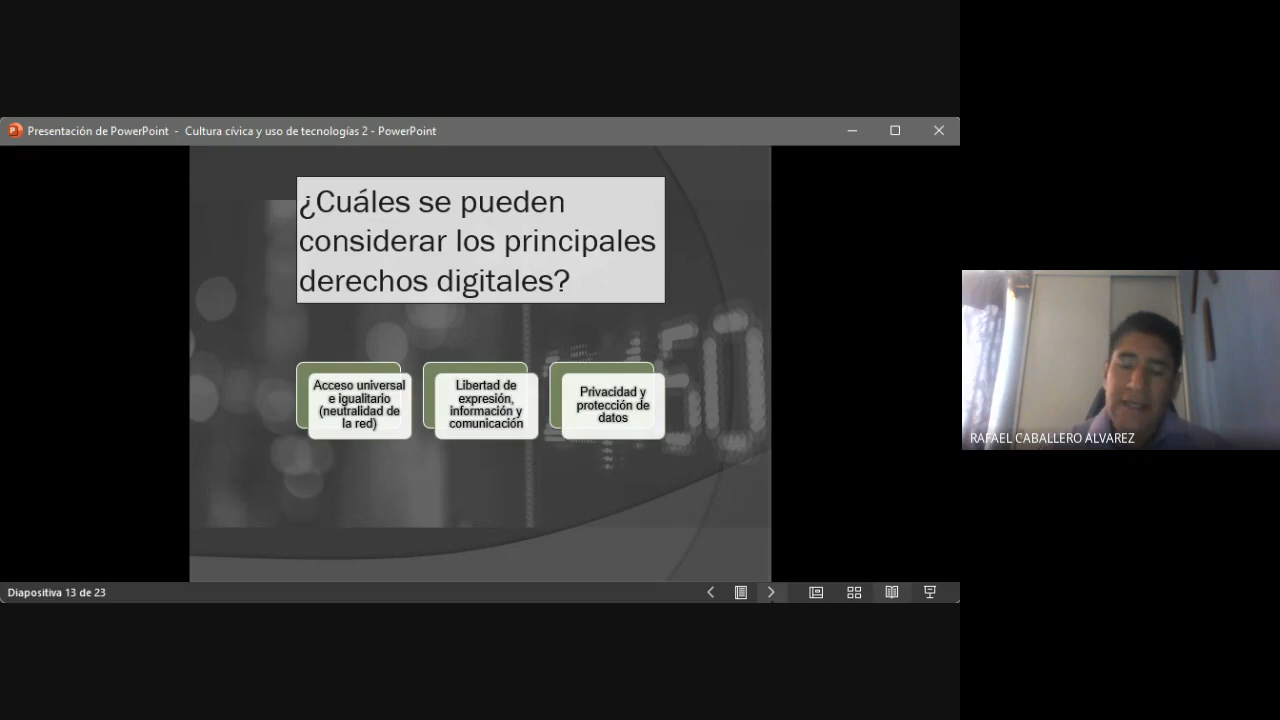 Presentación de PowerPoint - Cultura cívica y uso de tecnologías 2 - PowerPoint
¿Cuáles se pueden
considerar los principales
derechos digitales?
Acceso universal
e igualitario
(neutralidad de
la red)
Libertad de
expresión,
información y
comunicación
Privacidad y
protección de
datos
RAFAEL CABALLERO ALVAREZ
Diapositiva 13 de 23